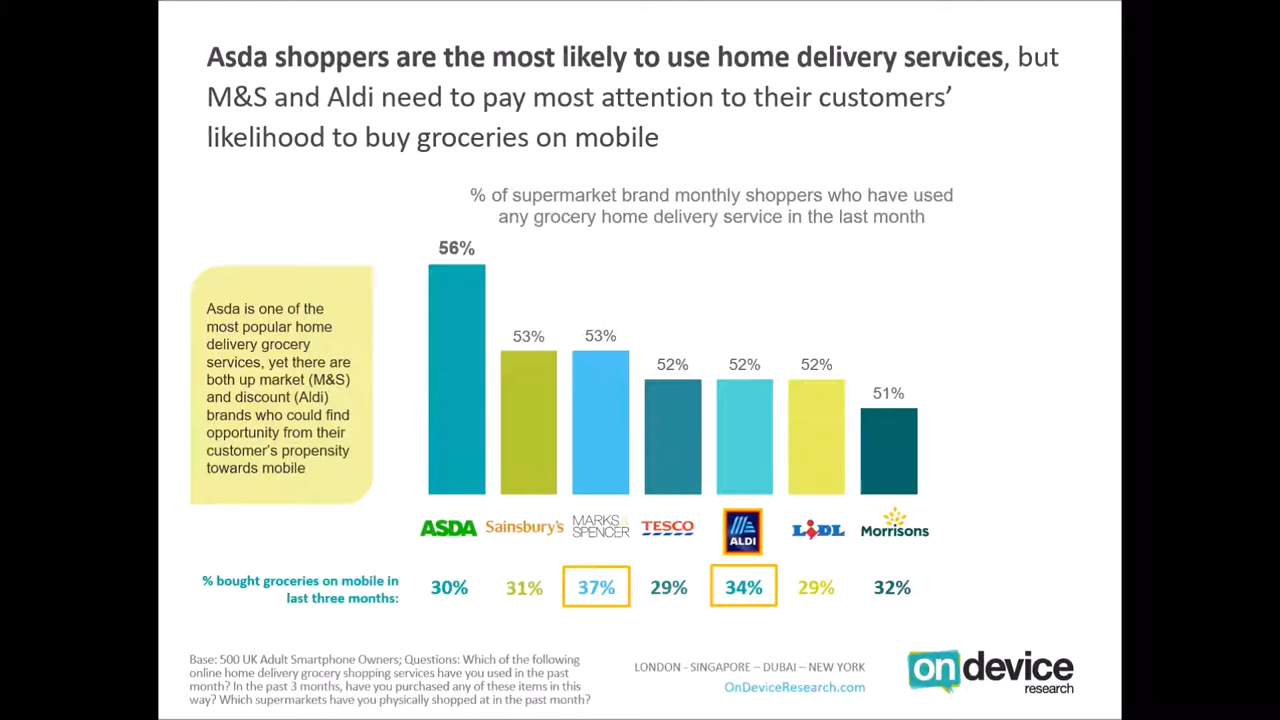 Asda shoppers are the most likely to use home delivery services, but
M&S and Aldi need to pay most attention to their customers’
likelihood to buy groceries on mobile
% of supermarket brand monthly shoppers who have used
any grocery home delivery service in the last month
56%
53%
53%
52%
52%
52%
51%
Asda is one of the
most popular home
delivery grocery
services, yet there are
both up market (M&S)
and discount (Aldi)
brands who could find
opportunity from their
customer's propensity
towards mobile
ASDA
Sainsbury's
MARKS&
SPENCER
TESCO
ALDI
LIDL
Morrisons
% bought groceries on mobile in
last three months:
30%
31%
37%
29%
34%
29%
32%
Base: 500 UK Adult Smartphone Owners; Questions: Which of the following
online home delivery grocery shopping services have you used in the past
month? In the past 3 months, have you purchased any of these items in this
way? Which supermarkets have you physically shopped at in the past month?
LONDON - SINGAPORE – DUBAI – NEW YORK
OnDeviceResearch.com
on device
research